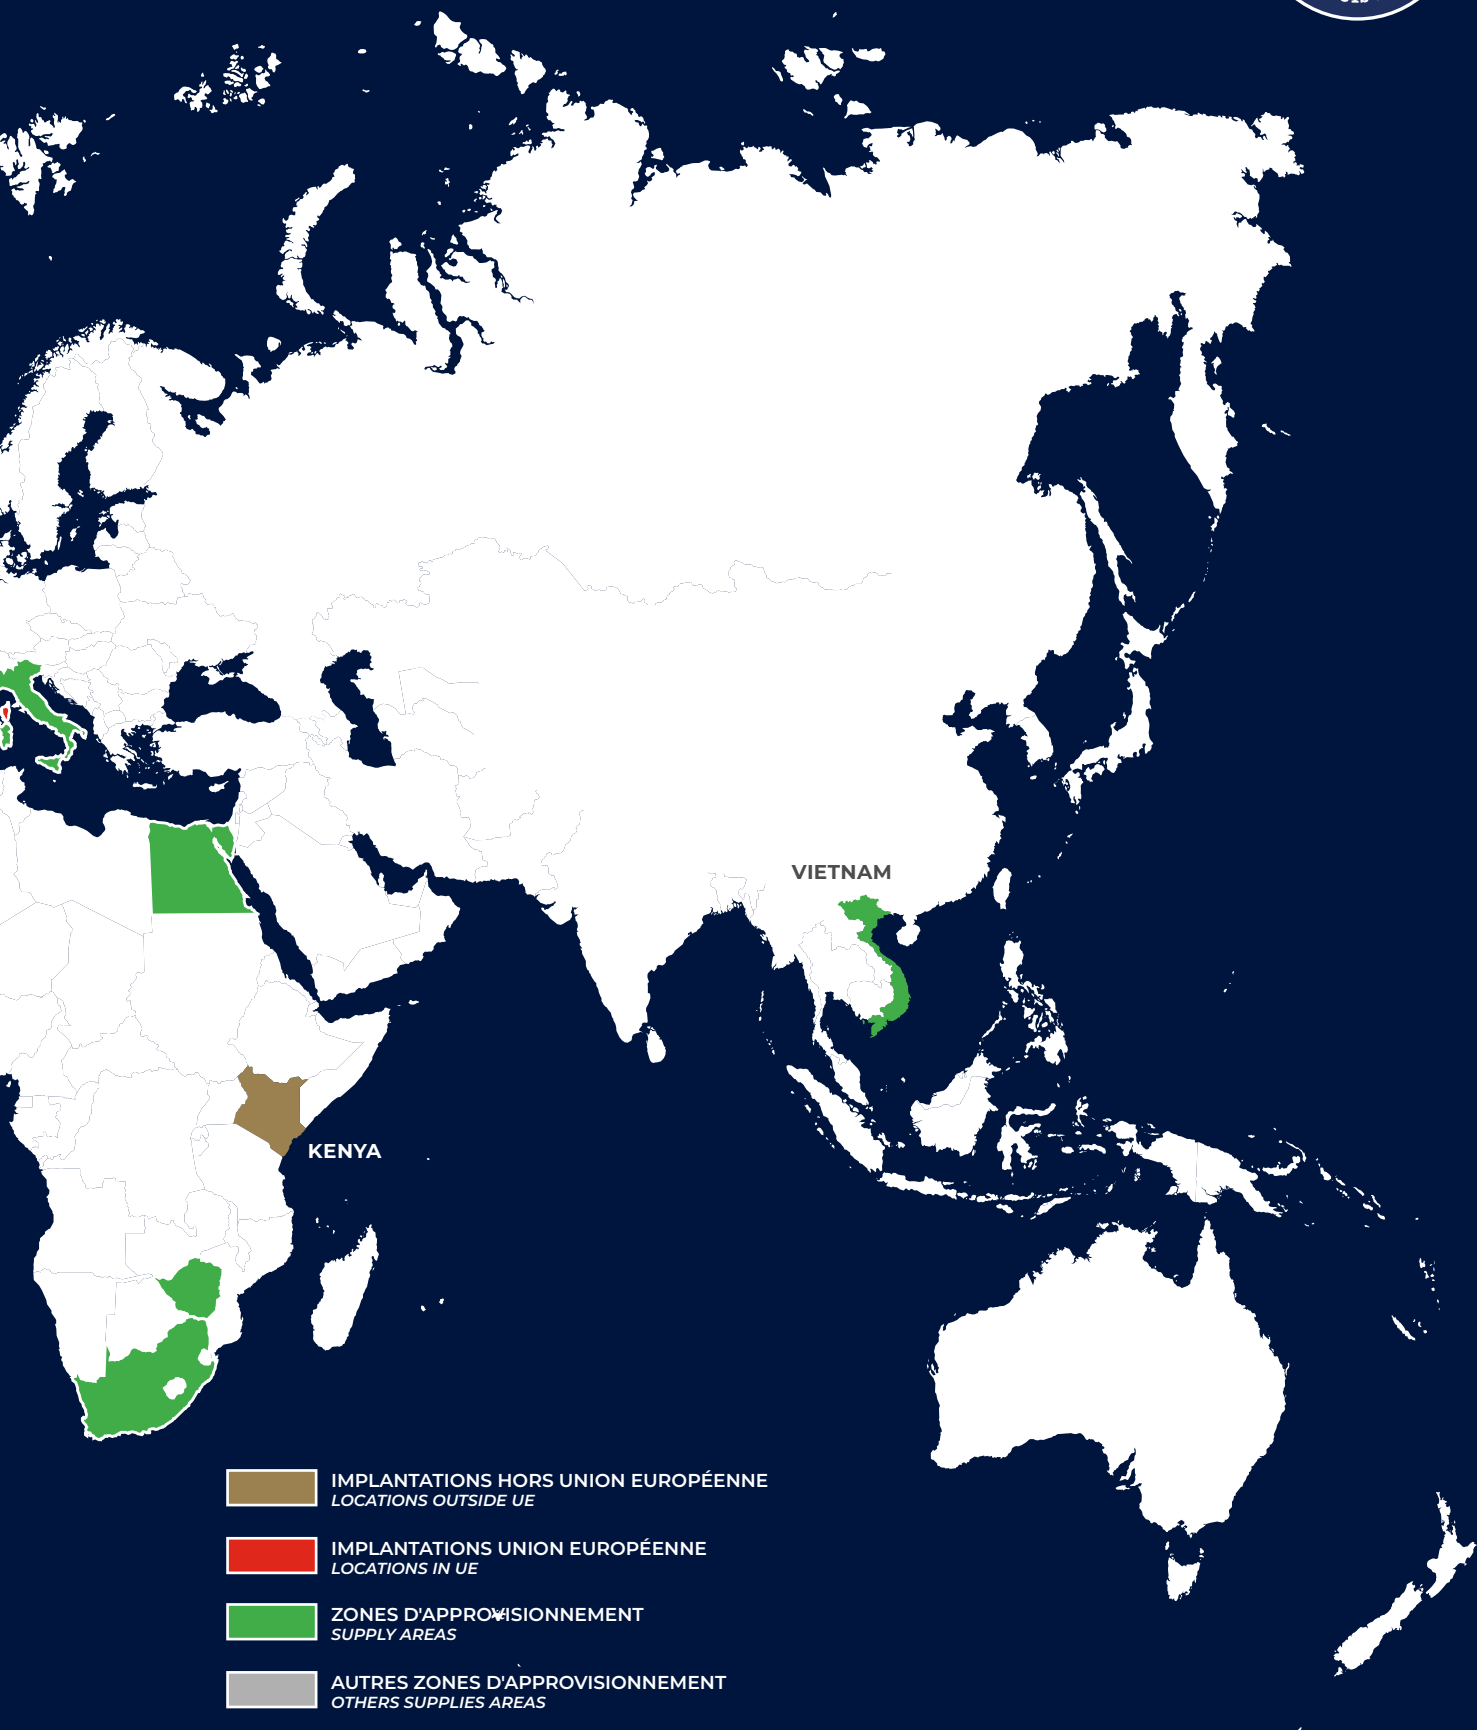 VIETNAM
KENYA
IMPLANTATIONS HORS UNION EUROPÉENNE
LOCATIONS OUTSIDE UE
IMPLANTATIONS UNION EUROPÉENNE
LOCATIONS IN UE
ZONES D'APPROVISIONNEMENT
SUPPLY AREAS
AUTRES ZONES D'APPROVISIONNEMENT
OTHERS SUPPLIES AREAS